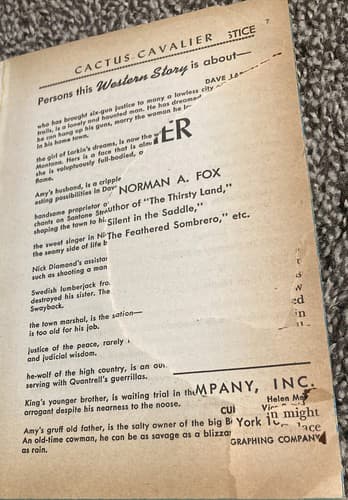 CACTUS CAVALIER
STICE
7
Persons this Western Story is about—
DAVE
who has brought six-gun justice to many a lawless city
trails, is a lonely and haunted man. He has dreamed
he can hang up his guns, marry the woman he
in his home town.
ER
the girl of Larkin's dreams, is now the
Montana. Hers is a face that is
she is voluptuously full-bodied,
flame.
Amy's husband, is a cripple
esting possibilities in
NORMAN A. FOX
handsome proprietor
Author of "The Thirsty Land,"
chants on Santone
shaping the town to
Silent in the Saddle,"
the sweet singer in
The Feathered Sombrero," etc.
the seamy side of life
Nick Diamond's
such as shooting a man
Swedish lumberjack
destroyed his sister. The
Swayback.
ed
the town marshal, is the
in
is too old for his job.
justice of the peace, rarely
and judicial wisdom.
he-wolf of the high country, is an
serving with Quantrell's guerrillas.
MPANY, INC.
King's younger brother, is waiting trial in
Helen
arrogant despite his nearness to the noose.
in might
Amy's gruff old father, is the salty owner of the big
York
An old-time cowman, he can be as savage as a
GRAPHING COMPANY
as rain.